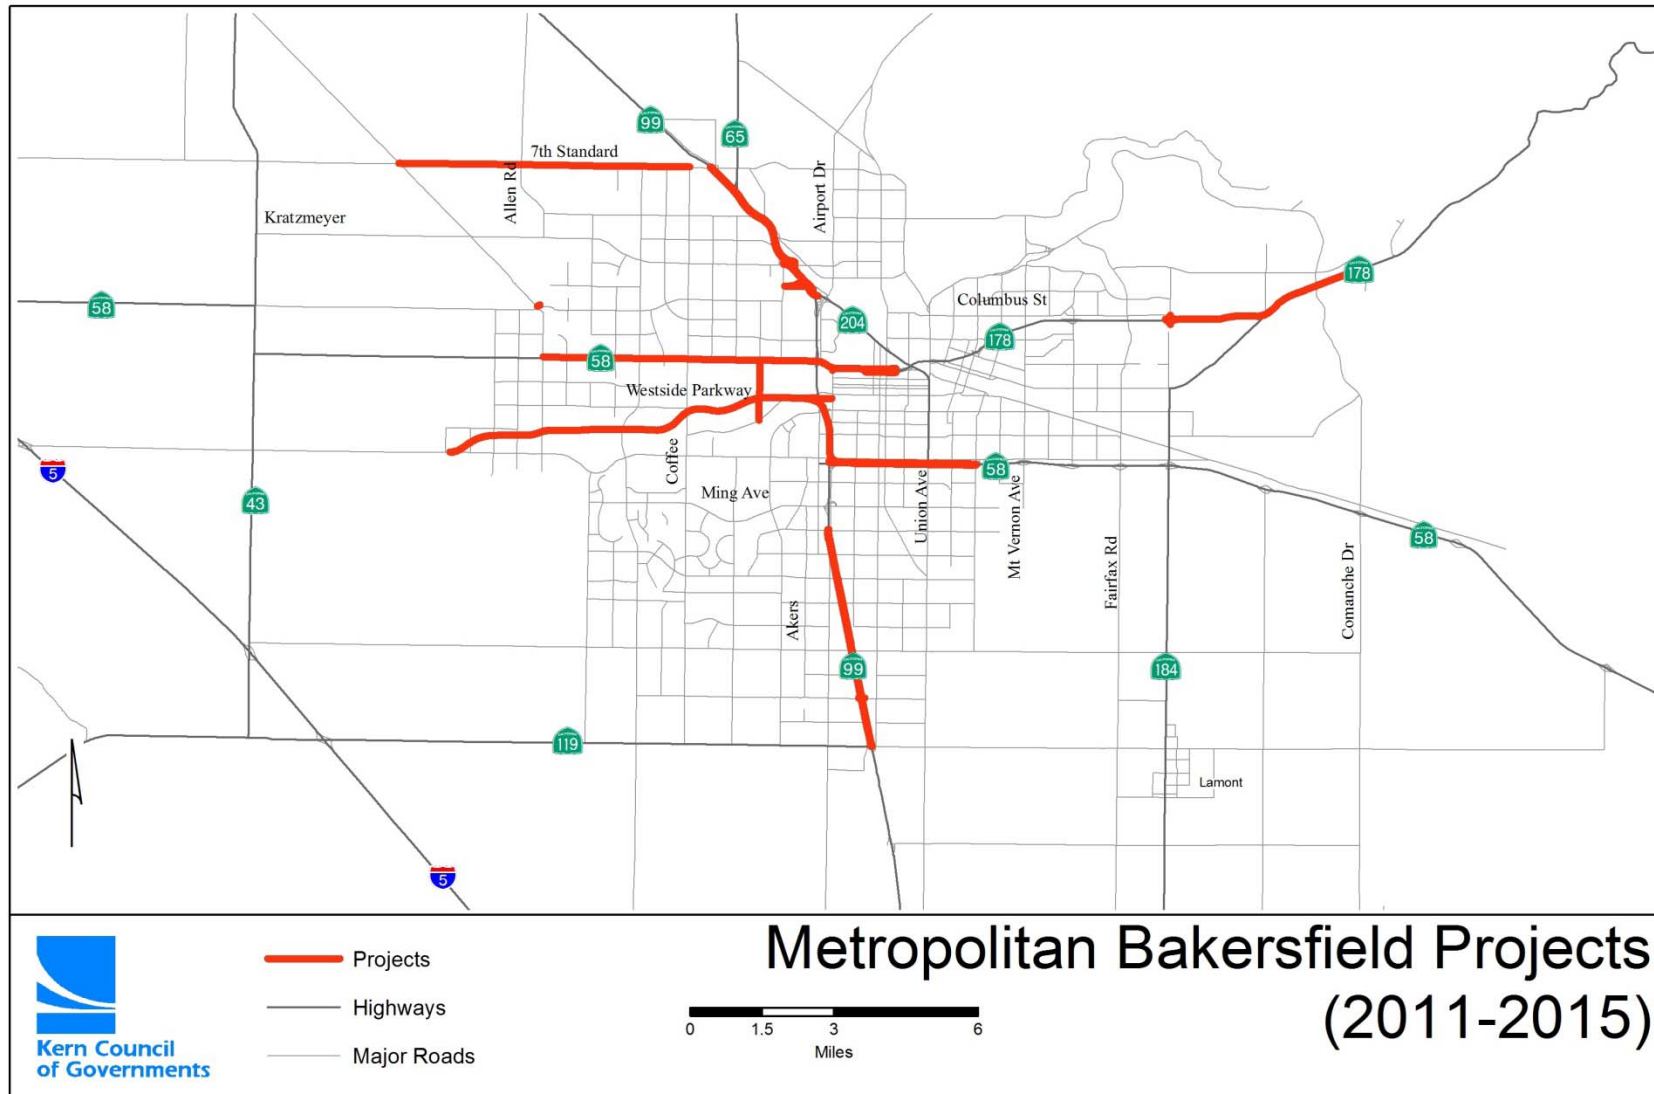 99
65
7th Standard
Allen Rd
Airport Dr
Kratzmeyer
178
58
Columbus St
204
178
58
Westside Parkway
5
Coffee
58
43
Ming Ave
Union Ave
Mt Vernon Ave
58
Fairfax Rd
Comanche Dr
Akers
99
184
119
Lamont
5
Kern Council
of Governments
Projects
Highways
Major Roads
0 1.5 3 6
Miles
Metropolitan Bakersfield Projects
(2011-2015)